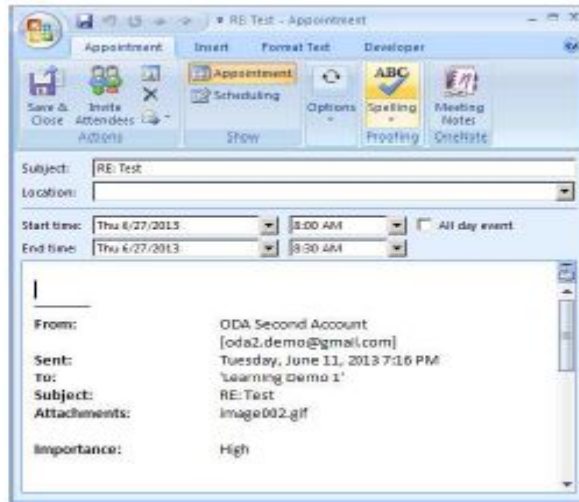 RE: Test - Appointment
Appointment Insert Format Text Developer
Save & Close
Invite Attendees
Appointment
Scheduling
Options
ABC
Spelling
Meeting Notes
Actions Show Proofing OneNote
Subject: RE: Test
Location:
Start time: Thu 6/27/2013 8:00 AM All day event
End time: Thu 6/27/2013 8:30 AM
From: ODA Second Account
[oda2.demo@gmail.com]
Sent: Tuesday, June 11, 2013 7:16 PM
To: 'Learning Demo 1'
Subject: RE: Test
Attachments: image002.gif
Importance: High